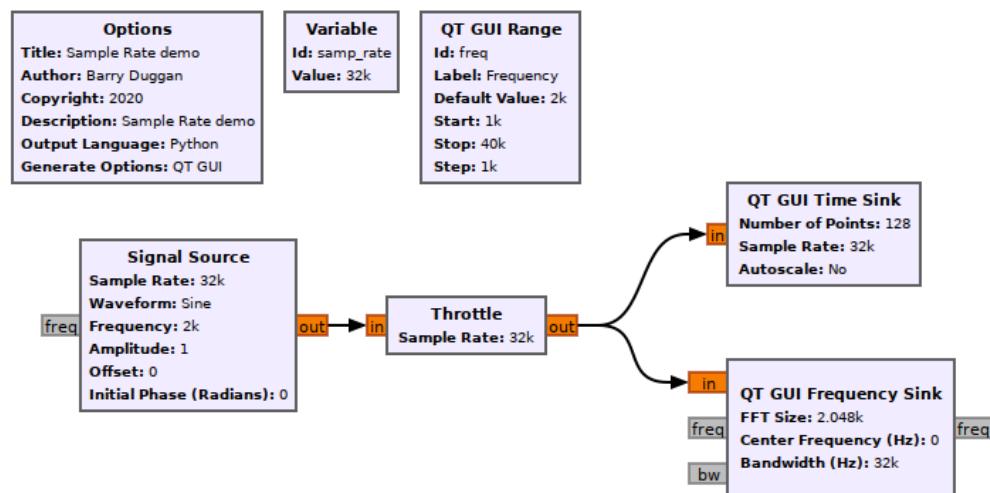 Options
Title: Sample Rate demo
Author: Barry Duggan
Copyright: 2020
Description: Sample Rate demo
Output Language: Python
Generate Options: QT GUI
Variable
Id: samp_rate
Value: 32k
QT GUI Range
Id: freq
Label: Frequency
Default Value: 2k
Start: 1k
Stop: 40k
Step: 1k
Signal Source
Sample Rate: 32k
Waveform: Sine
Frequency: 2k
Amplitude: 1
Offset: 0
Initial Phase (Radians): 0
freq
out
in
Throttle
Sample Rate: 32k
out
in
QT GUI Time Sink
Number of Points: 128
Sample Rate: 32k
Autoscale: No
in
freq
bw
QT GUI Frequency Sink
FFT Size: 2.048k
Center Frequency (Hz): 0
Bandwidth (Hz): 32k
freq